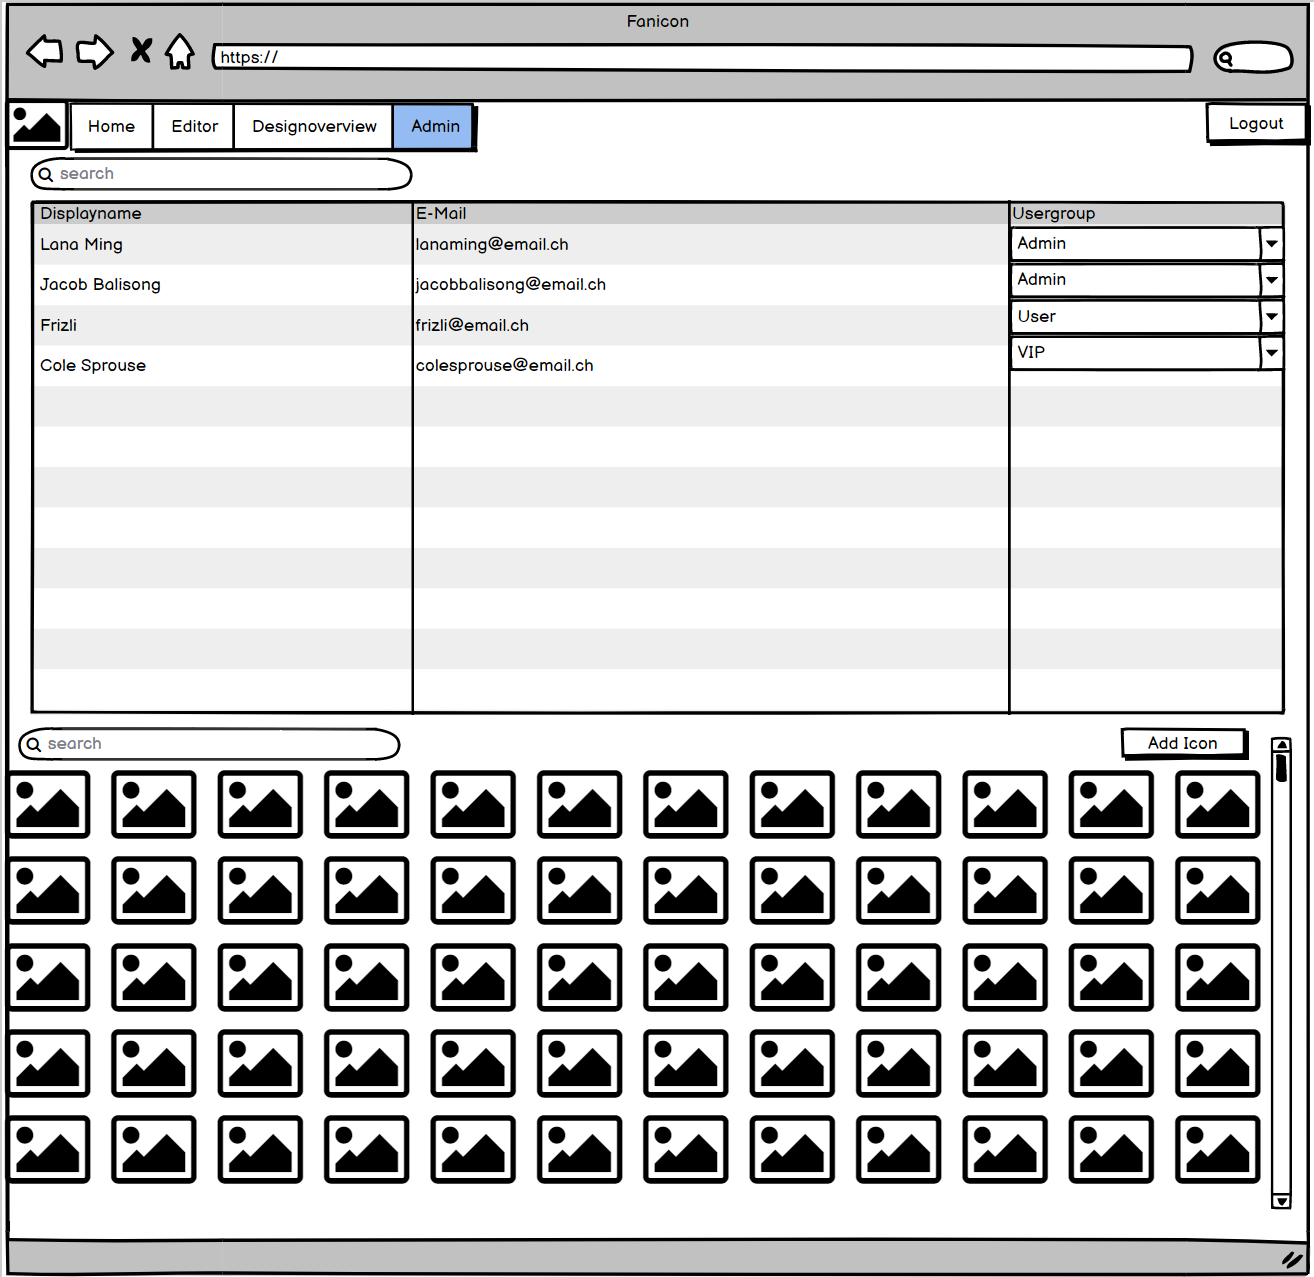 Fanicon
https://
Home Editor Designoverview Admin Logout
search
Displayname E-Mail Usergroup
Lana Ming lanaming@email.ch Admin
Jacob Balisong jacobbalisong@email.ch Admin
Frizli frizli@email.ch User
Cole Sprouse colesprouse@email.ch VIP
search Add Icon